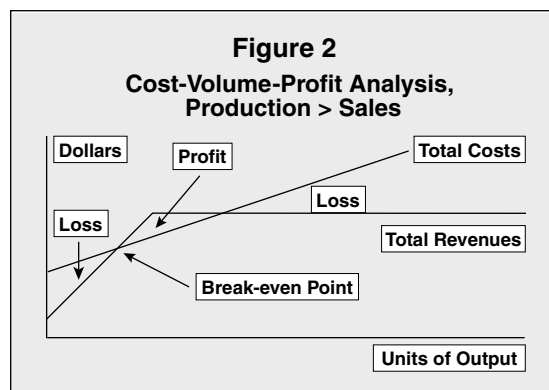 Figure 2
Cost-Volume-Profit Analysis,
Production > Sales
Dollars
Profit
Total Costs
Loss
Loss
Total Revenues
Break-even Point
Units of Output